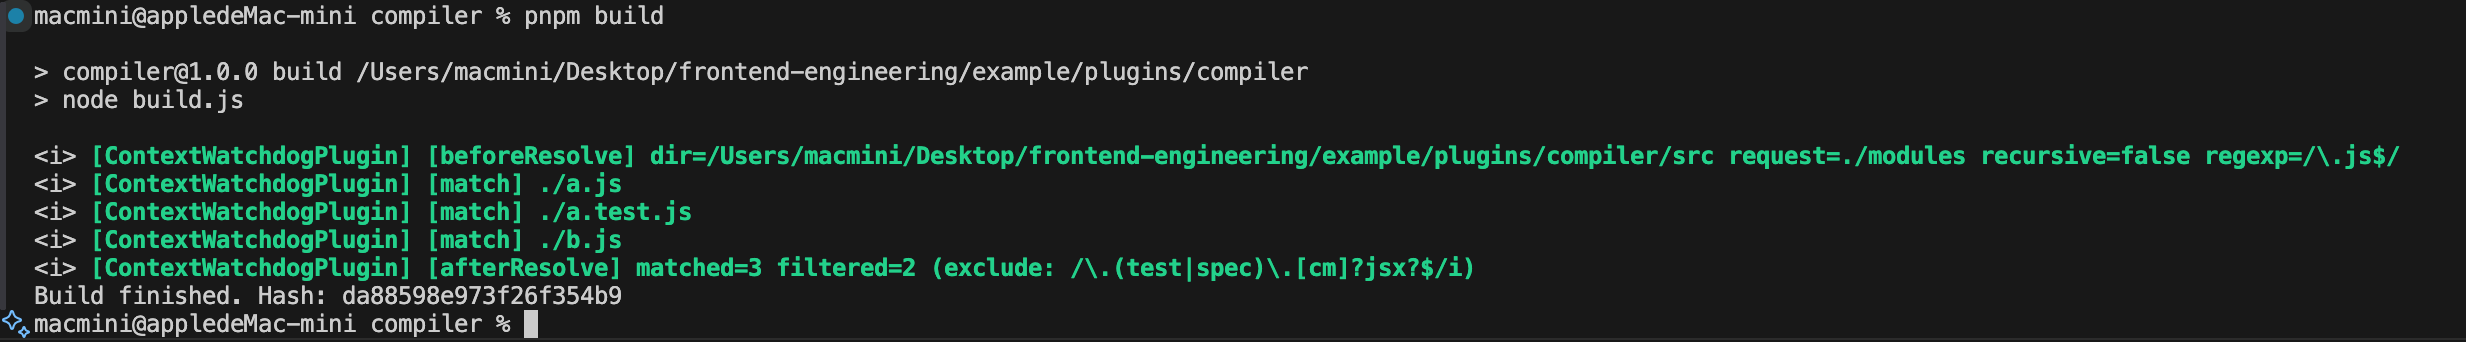 macmini@appledeMac-mini compiler % pnpm build
> compiler@1.0.0 build /Users/macmini/Desktop/frontend-engineering/example/plugins/compiler
> node build.js
<i> [ContextWatchdogPlugin] [beforeResolve] dir=/Users/macmini/Desktop/frontend-engineering/example/plugins/compiler/src request=./modules recursive=false regexp=/\.js$/
<i> [ContextWatchdogPlugin] [match] ./a.js
<i> [ContextWatchdogPlugin] [match] ./a.test.js
<i> [ContextWatchdogPlugin] [match] ./b.js
<i> [ContextWatchdogPlugin] [afterResolve] matched=3 filtered=2 (exclude: /\.(test|spec)\.[cm]?jsx?$/i)
Build finished. Hash: da88598e973f26f354b9
macmini@appledeMac-mini compiler %